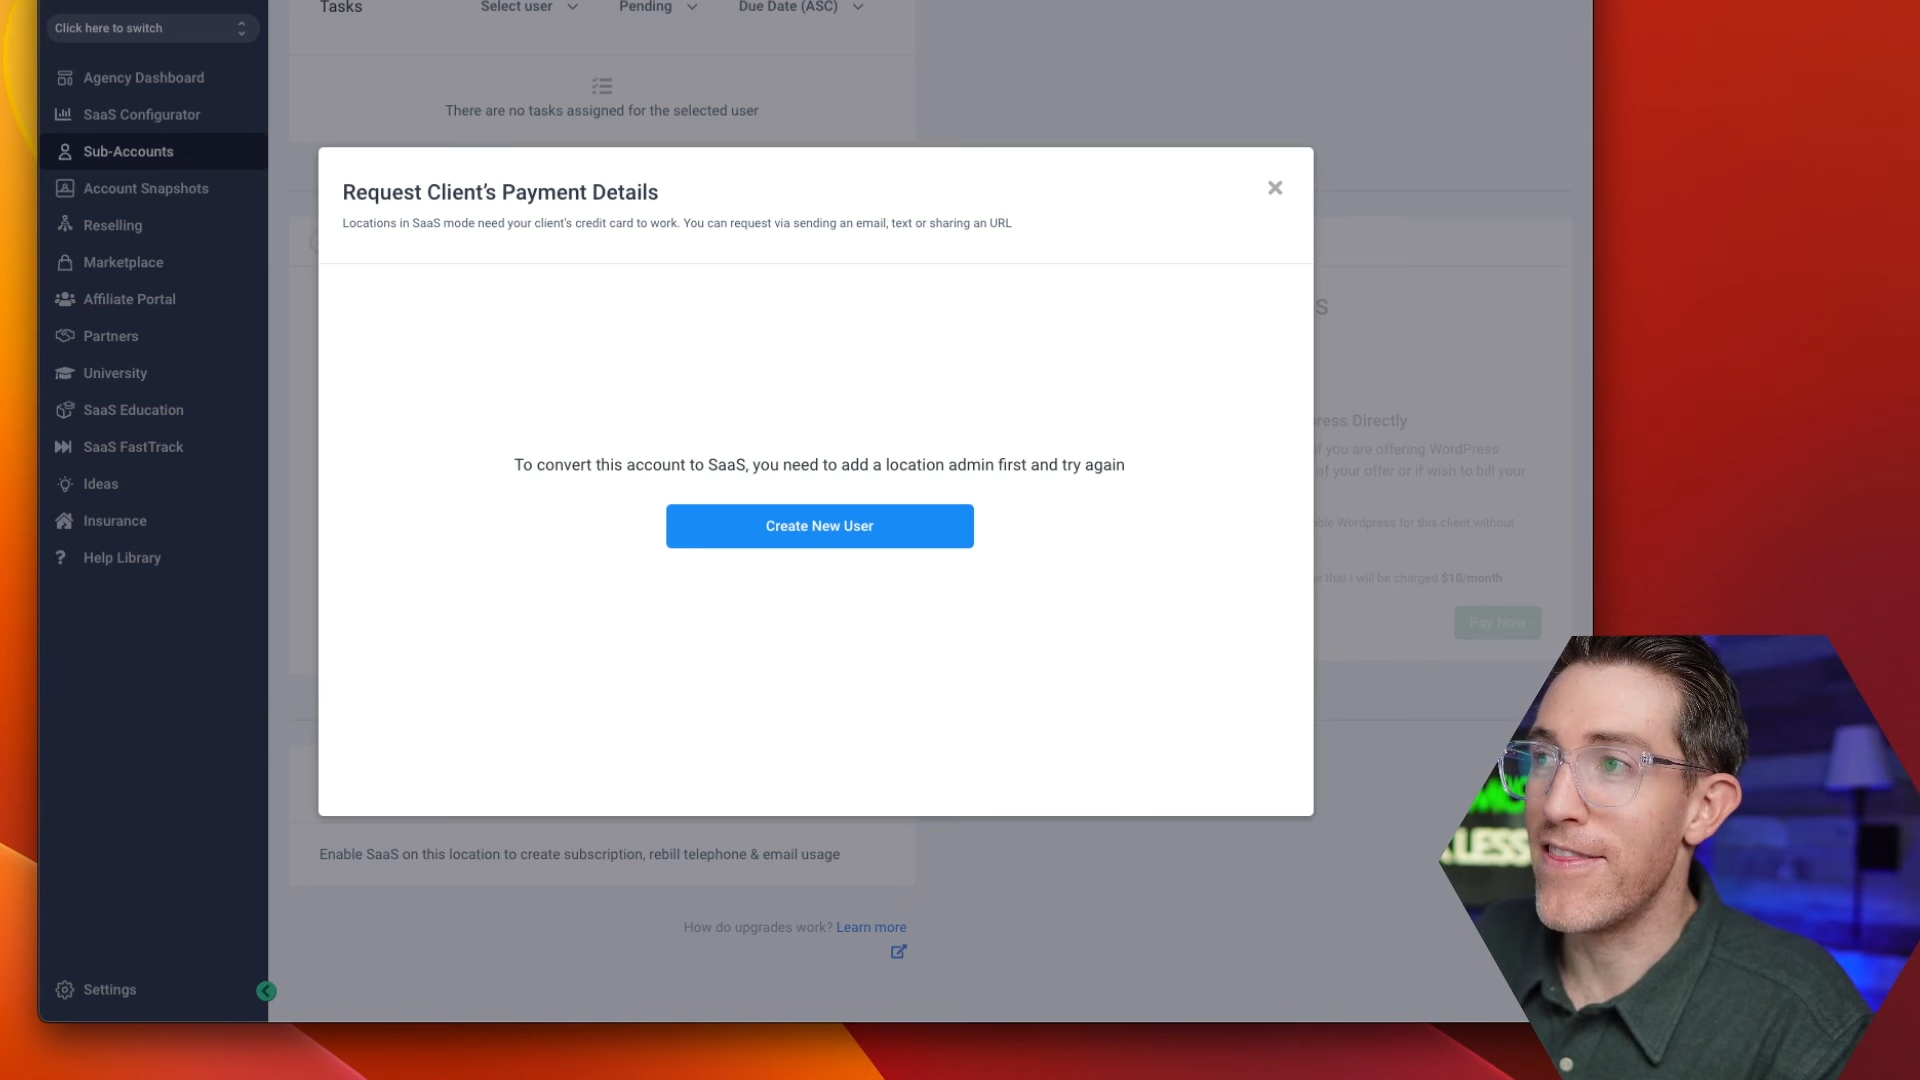 Tasks
Select user
Pending
Due Date (ASC)
Click here to switch
Agency Dashboard
SaaS Configurator
Sub-Accounts
Account Snapshots
Reselling
Marketplace
Affiliate Portal
Partners
University
SaaS Education
SaaS FastTrack
Ideas
Insurance
Help Library
Settings
There are no tasks assigned for the selected user
Request Client's Payment Details
Locations in SaaS mode need your client's credit card to work. You can request via sending an email, text or sharing an URL
To convert this account to SaaS, you need to add a location admin first and try again
Create New User
Directly
if you are offering WordPress
of your offer or if wish to bill your
Wordpress for this client without
that I will be charged $10/month
Pay Now
Enable SaaS on this location to create subscription, rebill telephone & email usage
How do upgrades work? Learn more